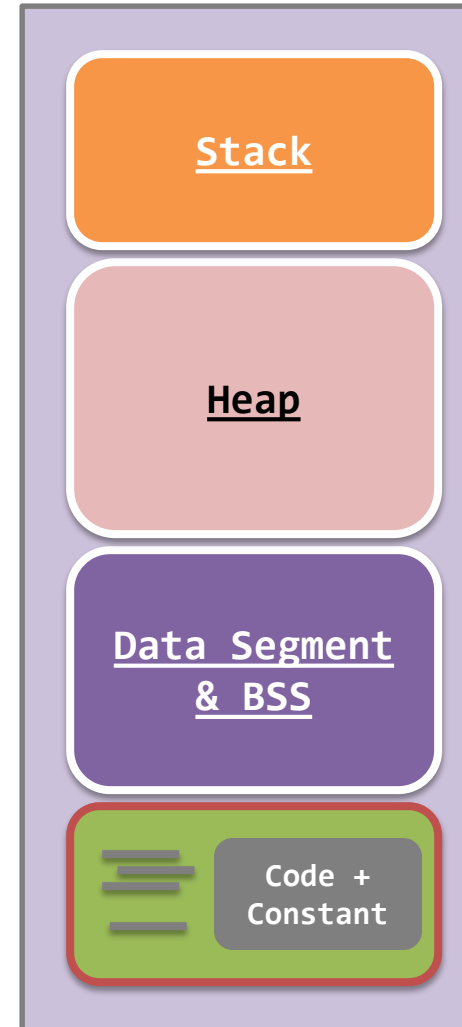 Stack
Heap
Data Segment
& BSS
Code +
Constant